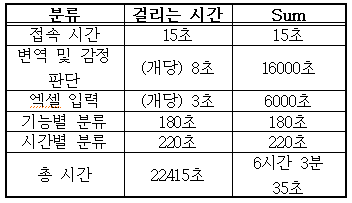 분류 걸리는 시간 Sum
접속 시간 15초 15초
변역 및 감정
판단 (개당) 8초 16000초
엑셀 입력 (개당) 3초 6000초
기능별 분류 180초 180초
시간별 분류 220초 220초
총 시간 22415초 6시간 3분
35초